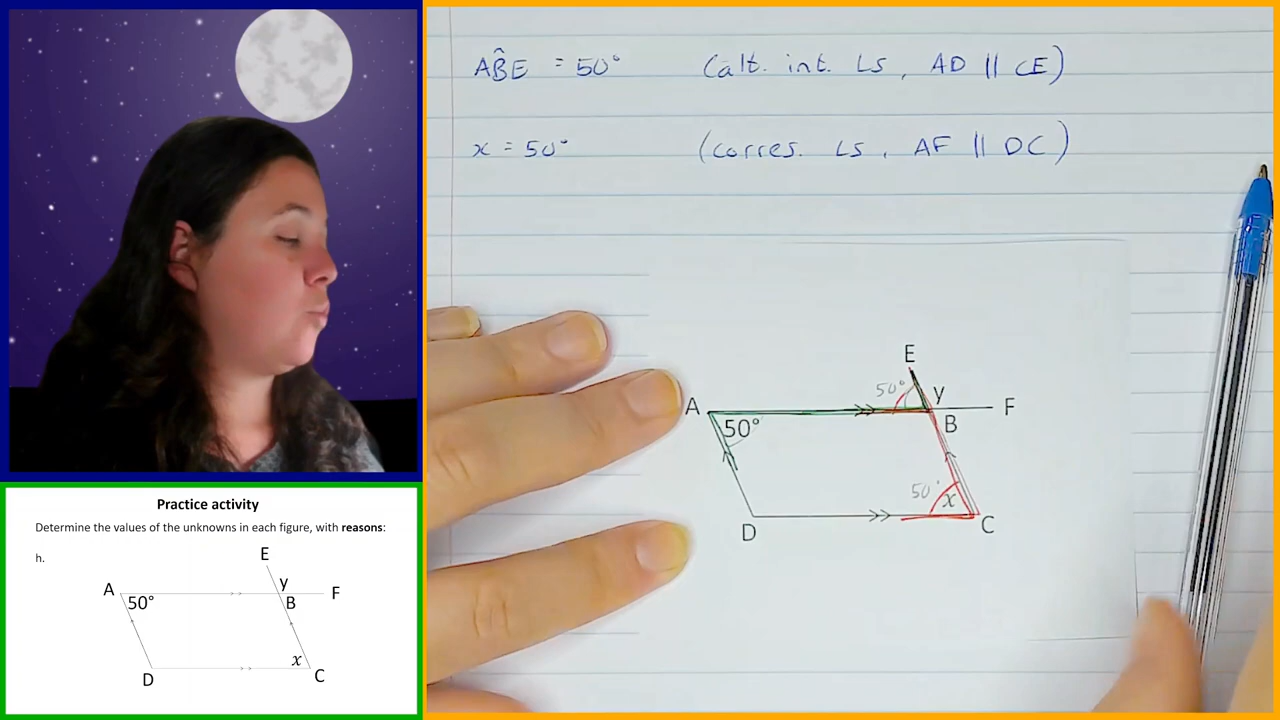 AB̂E = 50° (alt. int. ∠s, AD || CE)
x = 50° (corres. ∠s, AF || DC)
E
50° y
A B F
50°
50° x
D C
Practice activity
Determine the values of the unknowns in each figure, with reasons:
h.
E
y
A B F
50°
x
D C